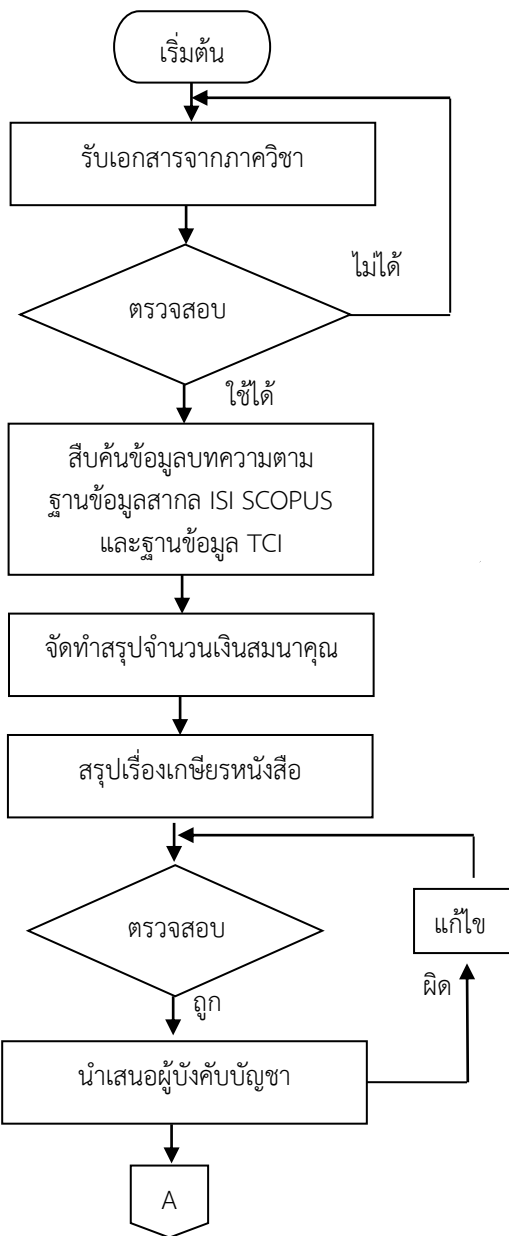 เริ่มต้น
รับเอกสารจากภาควิชา
ไม่ได้
ตรวจสอบ
ใช้ได้
สืบค้นข้อมูลบทความตาม
ฐานข้อมูลสากล ISI SCOPUS
และฐานข้อมูล TCI
จัดทำสรุปจำนวนเงินสมนาคุณ
สรุปเรื่องเกษียรหนังสือ
ตรวจสอบ
แก้ไข
ผิด
ถูก
นำเสนอผู้บังคับบัญชา
A